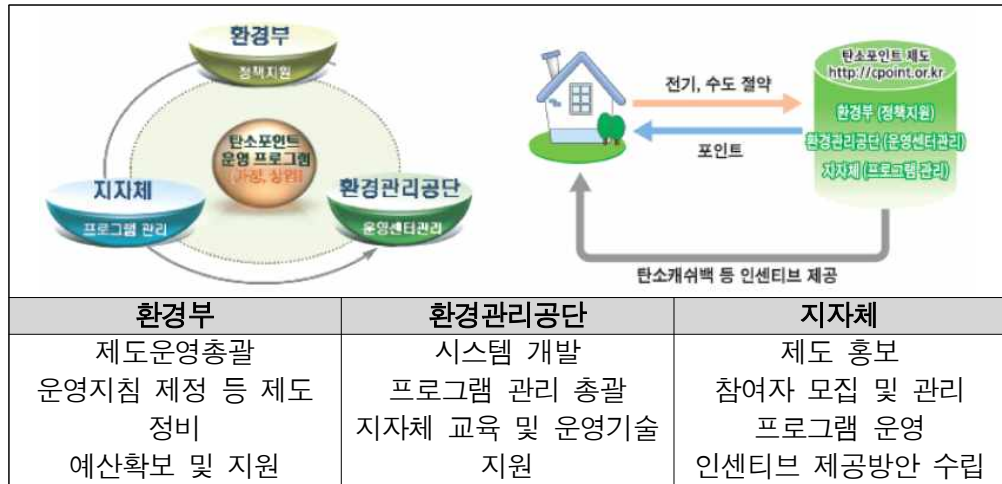 환경부
정책지원
탄소포인트
운영 프로그램
(가정, 상업)
지자체
프로그램 관리
환경관리공단
운영센터관리
전기, 수도 절약
포인트
탄소포인트 제도
http://cpoint.or.kr
환경부 (정책지원)
환경관리공단 (운영센터관리)
지자체 (프로그램 관리)
탄소캐쉬백 등 인센티브 제공
환경부
환경관리공단
지자체
제도운영총괄
운영지침 제정 등 제도
정비
예산확보 및 지원
시스템 개발
프로그램 관리 총괄
지자체 교육 및 운영기술
지원
제도 홍보
참여자 모집 및 관리
프로그램 운영
인센티브 제공방안 수립